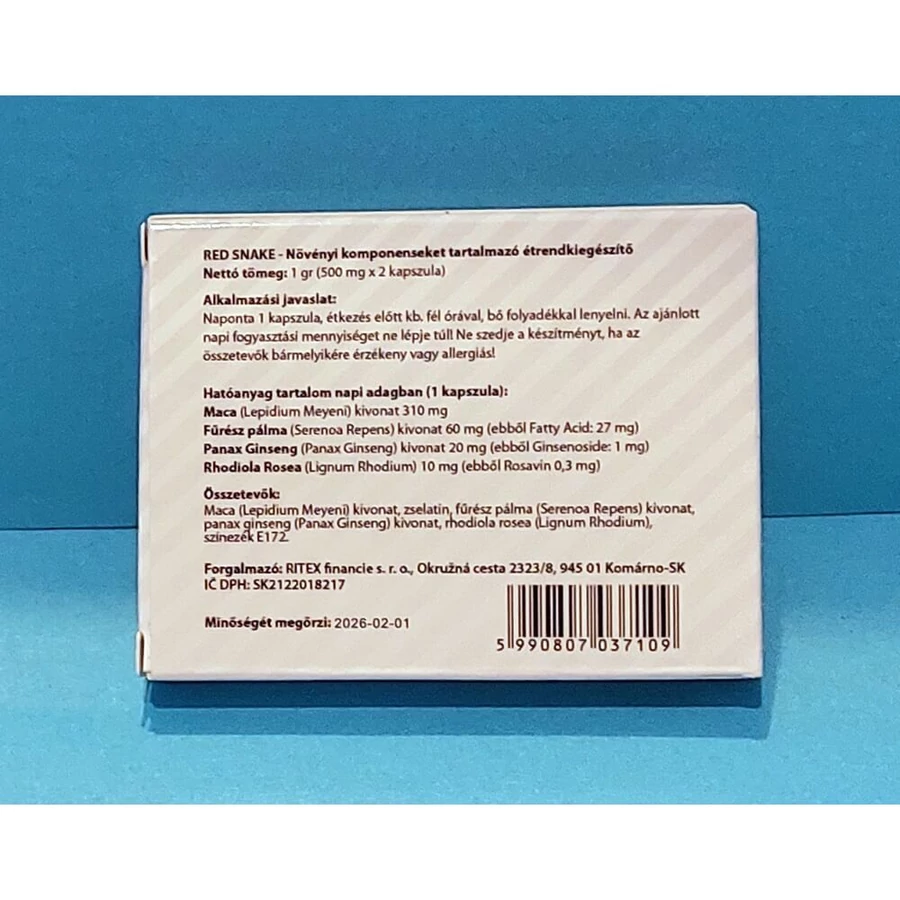 RED SNAKE - Növényi komponenseket tartalmazó étrendkiegészítő
Nettó tömeg: 1 gr (500 mg x 2 kapszula)
Alkalmazási javaslat:
Naponta 1 kapszula, étkezés előtt kb. fél órával, bő folyadékkal lenyelni. Az ajánlott
napi fogyasztási mennyiséget ne lépje túl! Ne szedje a készítményt, ha az
összetevők bármelyikére érzékeny vagy allergiás!
Hatóanyag tartalom napi adagban (1 kapszula):
Maca (Lepidium Meyeni) kivonat 310 mg
Fűrész pálma (Serenoa Repens) kivonat 60 mg (ebből Fatty Acid: 27 mg)
Panax Ginseng (Panax Ginseng) kivonat 20 mg (ebből Ginsenoside: 1 mg)
Rhodiola Rosea (Lignum Rhodium) 10 mg (ebből Rosavin 0,3 mg)
Összetevők:
Maca (Lepidium Meyeni) kivonat, zselatin, fűrész pálma (Serenoa Repens) kivonat,
panax ginseng (Panax Ginseng) kivonat, rhodiola rosea (Lignum Rhodium),
színezék E172.
Forgalmazó: RITEX financie s. r. o., Okružná cesta 2323/8, 945 01 Komárno-SK
IČ DPH: SK2122018217
Minőségét megőrzi: 2026-02-01
5 990807 037109